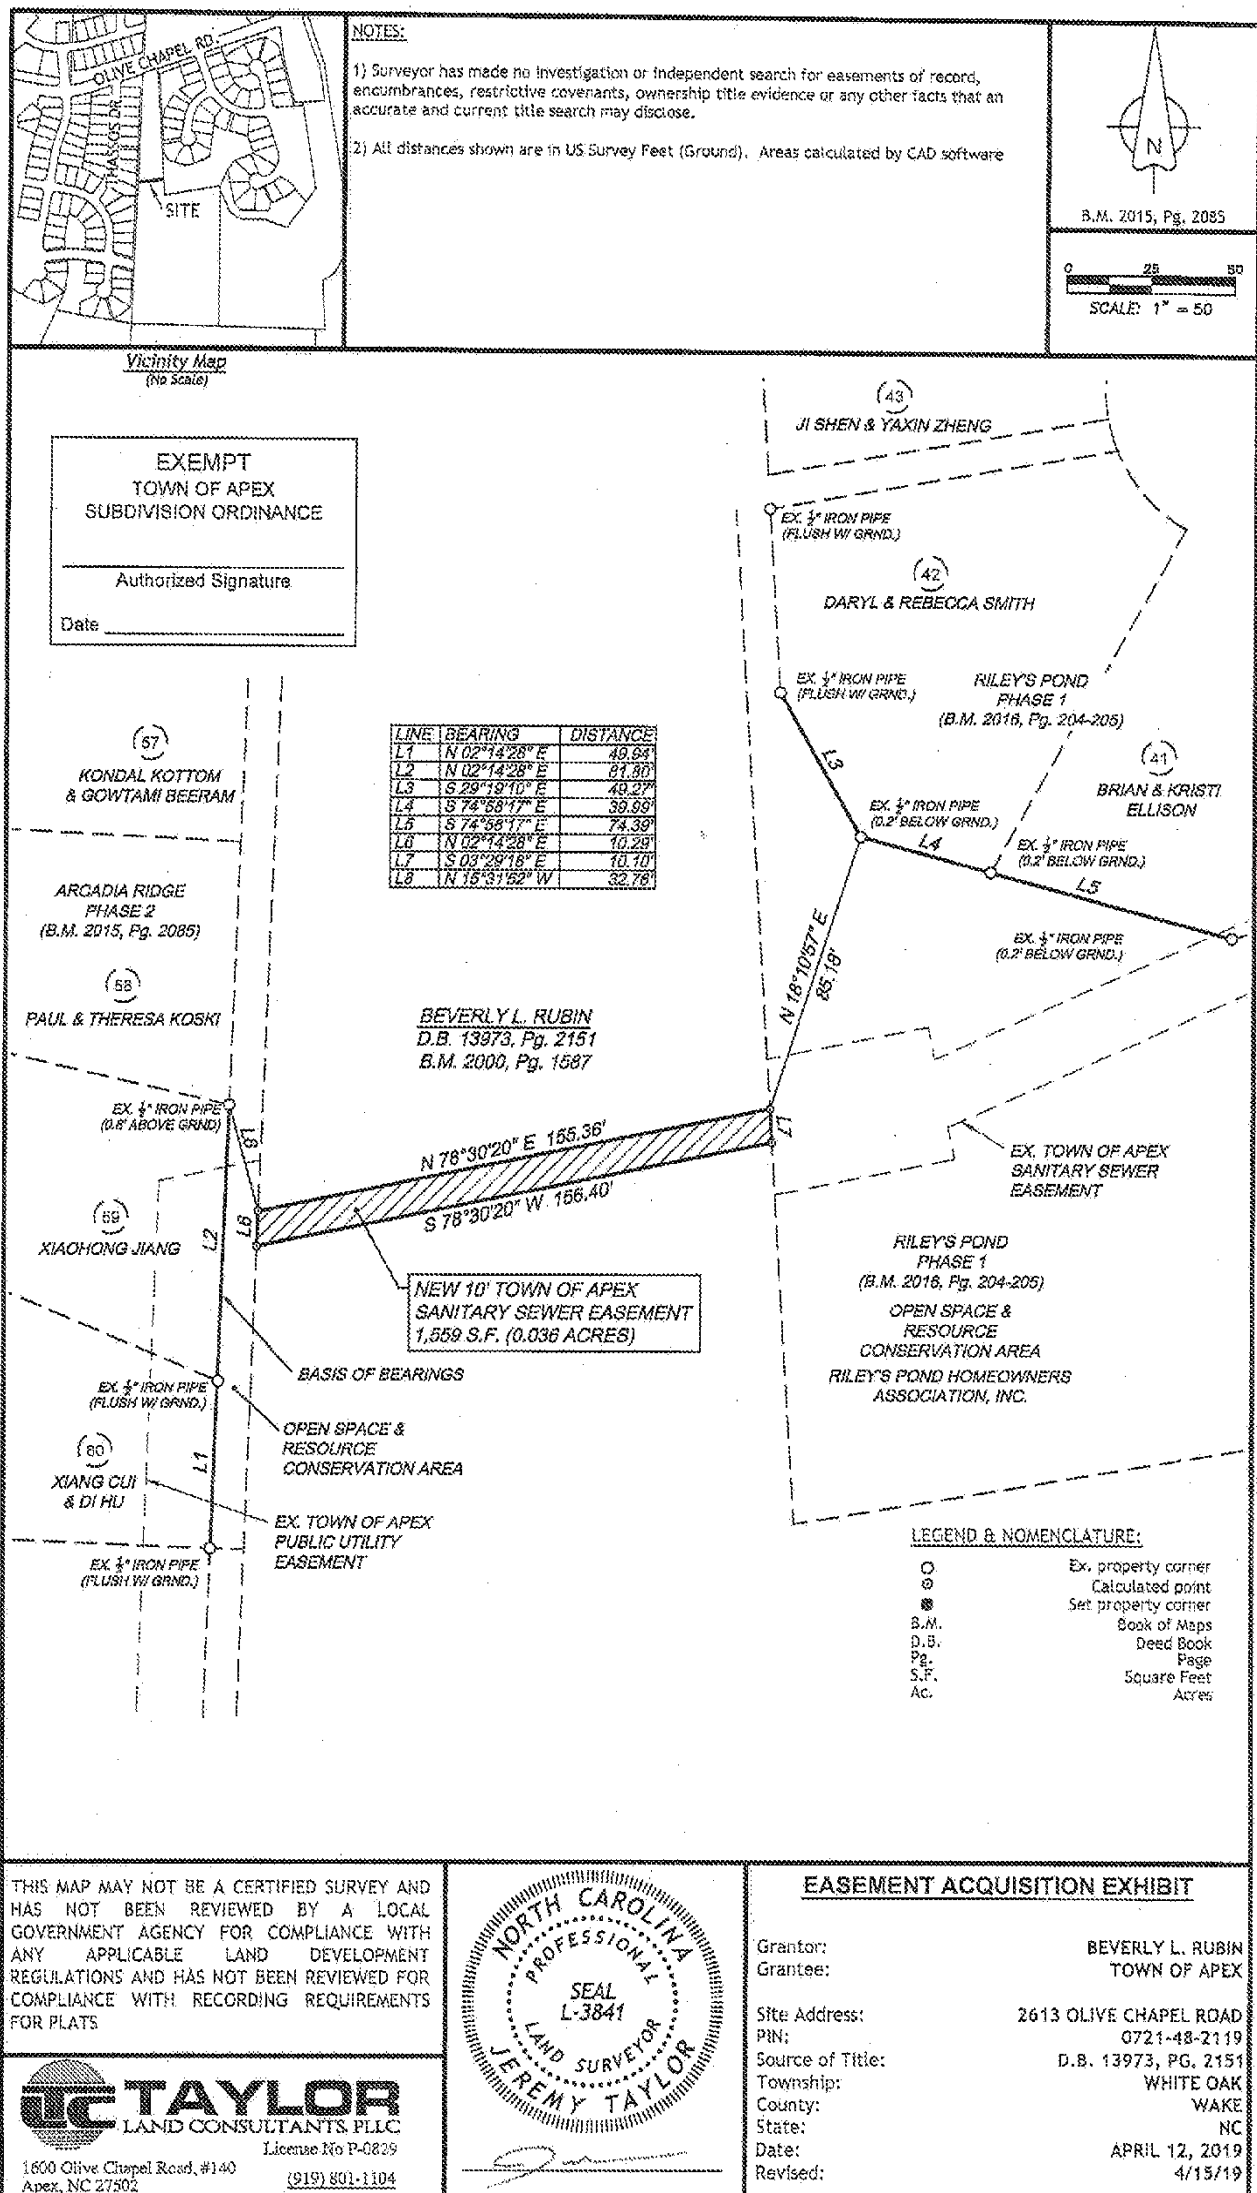 OLIVE CHAPEL RD.
HASSGS DR
SITE
Vicinity Map
(No Scale)
NOTES:
1) Surveyor has made no investigation or independent search for easements of record,
encumbrances, restrictive covenants, ownership title evidence or any other facts that an
accurate and current title search may disclose.
2) All distances shown are in US Survey Feet (Ground). Areas calculated by CAD software
N
B.M. 2015, Pg. 2085
0 25 50
SCALE: 1" = 50
EXEMPT
TOWN OF APEX
SUBDIVISION ORDINANCE
Authorized Signature
Date
43
JI SHEN & YAXIN ZHENG
EX. ½" IRON PIPE
(FLUSH W/ GRND.)
42
DARYL & REBECCA SMITH
EX. ½" IRON PIPE
(FLUSH W/ GRND.)
RILEY'S POND
PHASE 1
(B.M. 2016, Pg. 204-205)
L3
41
BRIAN & KRISTI
ELLISON
EX. ½" IRON PIPE
(0.2' BELOW GRND.)
L4
EX. ½" IRON PIPE
(0.2' BELOW GRND.)
L5
EX. ½" IRON PIPE
(0.2' BELOW GRND.)
N 18°10'57" E
85.18'
LINE BEARING DISTANCE
L1 N 02°14'28" E 49.94'
L2 N 02°14'28" E 81.80'
L3 S 29°19'10" E 49.27'
L4 S 74°58'17" E 39.99'
L5 S 74°58'17" E 74.39'
L6 N 02°14'28" E 10.29'
L7 S 03°29'18" E 10.10'
L8 N 15°31'52" W 32.76'
57
KONDAL KOTTOM
& GOWTAMI BEERAM
ARCADIA RIDGE
PHASE 2
(B.M. 2015, Pg. 2085)
58
PAUL & THERESA KOSKI
EX. ½" IRON PIPE
(0.8' ABOVE GRND)
L8
BEVERLY L. RUBIN
D.B. 13973, Pg. 2151
B.M. 2000, Pg. 1587
N 78°30'20" E 155.36'
S 78°30'20" W 156.40'
L7
L6
L2
59
XIAOHONG JIANG
NEW 10' TOWN OF APEX
SANITARY SEWER EASEMENT
1,559 S.F. (0.036 ACRES)
EX. TOWN OF APEX
SANITARY SEWER
EASEMENT
RILEY'S POND
PHASE 1
(B.M. 2016, Pg. 204-205)
OPEN SPACE &
RESOURCE
CONSERVATION AREA
RILEY'S POND HOMEOWNERS
ASSOCIATION, INC.
BASIS OF BEARINGS
EX. ½" IRON PIPE
(FLUSH W/ GRND.)
OPEN SPACE &
RESOURCE
CONSERVATION AREA
60
XIANG CUI
& DI HU
L1
EX. TOWN OF APEX
PUBLIC UTILITY
EASEMENT
EX. ½" IRON PIPE
(FLUSH W/ GRND.)
LEGEND & NOMENCLATURE:
Ex. property corner
Calculated point
Set property corner
B.M. Book of Maps
D.B. Deed Book
Pg. Page
S.F. Square Feet
Ac. Acres
THIS MAP MAY NOT BE A CERTIFIED SURVEY AND
HAS NOT BEEN REVIEWED BY A LOCAL
GOVERNMENT AGENCY FOR COMPLIANCE WITH
ANY APPLICABLE LAND DEVELOPMENT
REGULATIONS AND HAS NOT BEEN REVIEWED FOR
COMPLIANCE WITH RECORDING REQUIREMENTS
FOR PLATS
TLC TAYLOR
LAND CONSULTANTS, PLLC
License No P-0829
1600 Olive Chapel Road, #140
Apex, NC 27502
(919) 801-1104
NORTH CAROLINA
PROFESSIONAL
SEAL
L-3841
LAND SURVEYOR
JEREMY TAYLOR
EASEMENT ACQUISITION EXHIBIT
Grantor: BEVERLY L. RUBIN
Grantee: TOWN OF APEX
Site Address: 2613 OLIVE CHAPEL ROAD
PIN: 0721-48-2119
Source of Title: D.B. 13973, PG. 2151
Township: WHITE OAK
County: WAKE
State: NC
Date: APRIL 12, 2019
Revised: 4/15/19